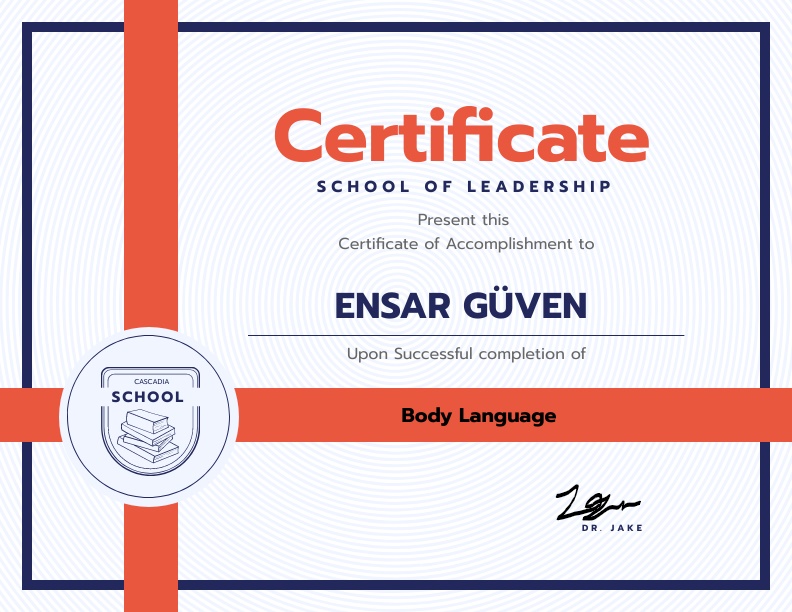 Certificate
SCHOOL OF LEADERSHIP
Present this
Certificate of Accomplishment to
ENSAR GÜVEN
Upon Successful completion of
CASCADIA
SCHOOL
Body Language
DR. JAKE